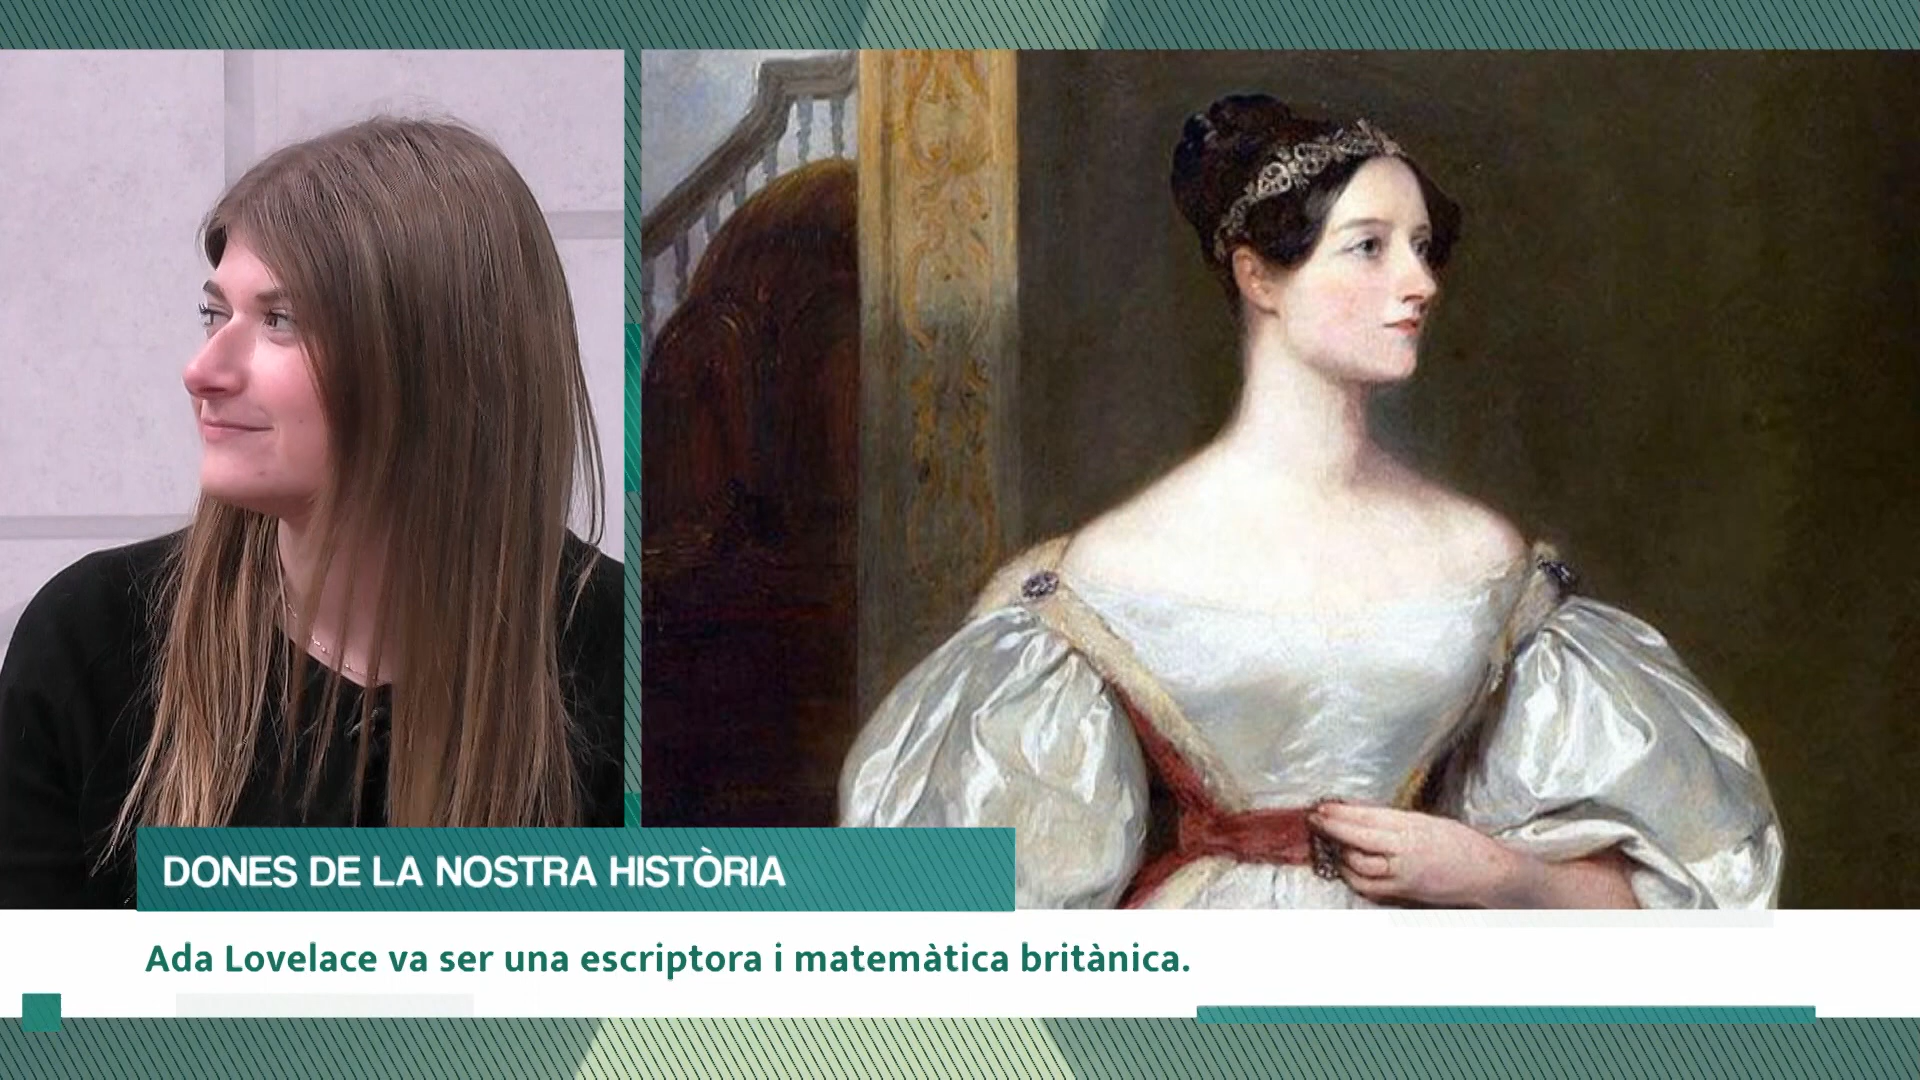 DONES DE LA NOSTRA HISTÒRIA
Ada Lovelace va ser una escriptora i matemàtica britànica.